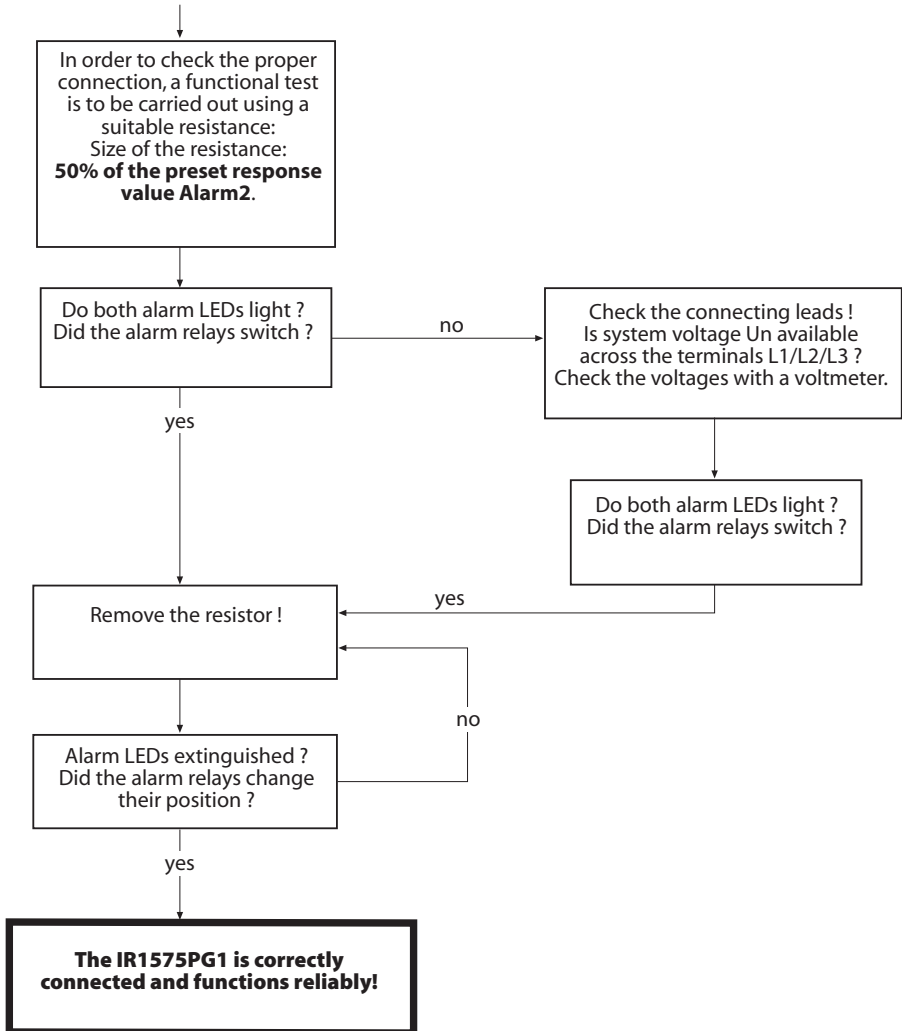 In order to check the proper
connection, a functional test
is to be carried out using a
suitable resistance:
Size of the resistance:
50% of the preset response
value Alarm2.
Do both alarm LEDs light ?
Did the alarm relays switch ?
no
Check the connecting leads !
Is system voltage Un available
across the terminals L1/L2/L3 ?
Check the voltages with a voltmeter.
yes
Do both alarm LEDs light ?
Did the alarm relays switch ?
yes
Remove the resistor !
no
Alarm LEDs extinguished ?
Did the alarm relays change
their position ?
yes
The IR1575PG1 is correctly
connected and functions reliably!